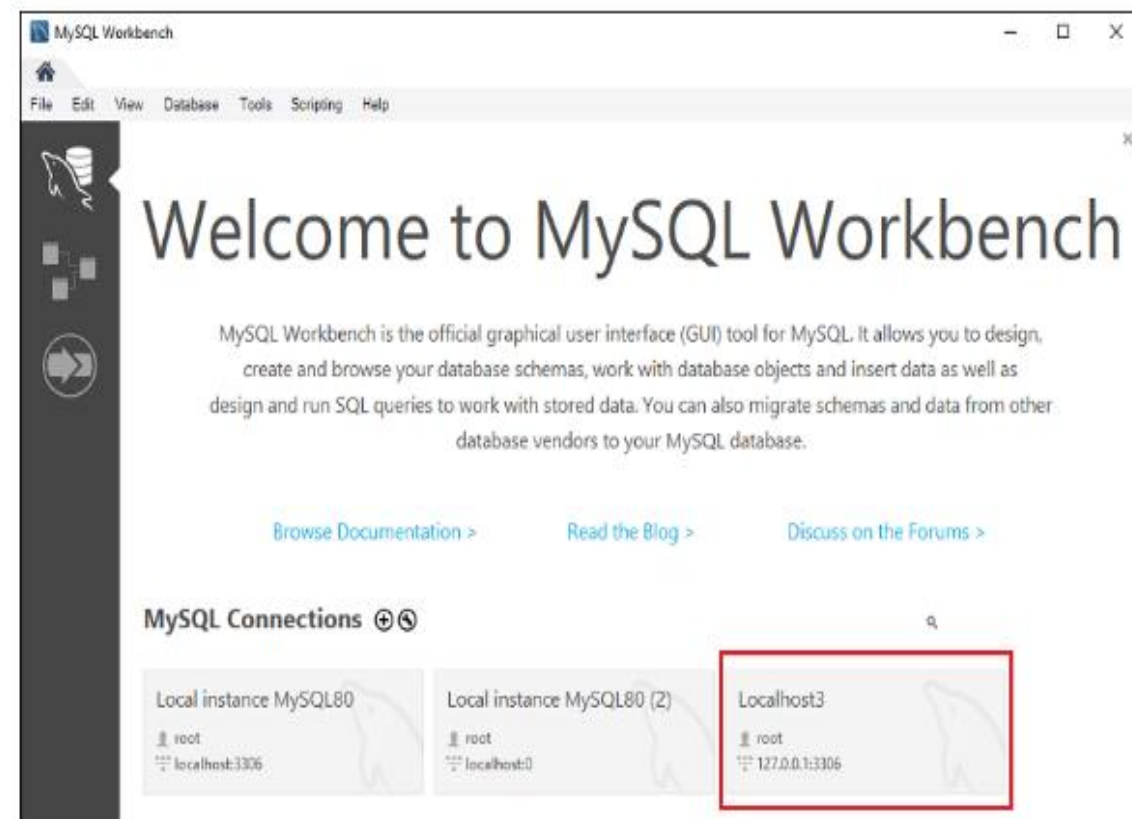 MySQL Workbench
File Edit View Database Tools Scripting Help
Welcome to MySQL Workbench
MySQL Workbench is the official graphical user interface (GUI) tool for MySQL. It allows you to design,
create and browse your database schemas, work with database objects and insert data as well as
design and run SQL queries to work with stored data. You can also migrate schemas and data from other
database vendors to your MySQL database.
Browse Documentation > Read the Blog > Discuss on the Forums >
MySQL Connections
Local instance MySQL80 Local instance MySQL80 (2) Localhost3
root root root
localhost:3306 localhost:0 127.0.0.1:3306